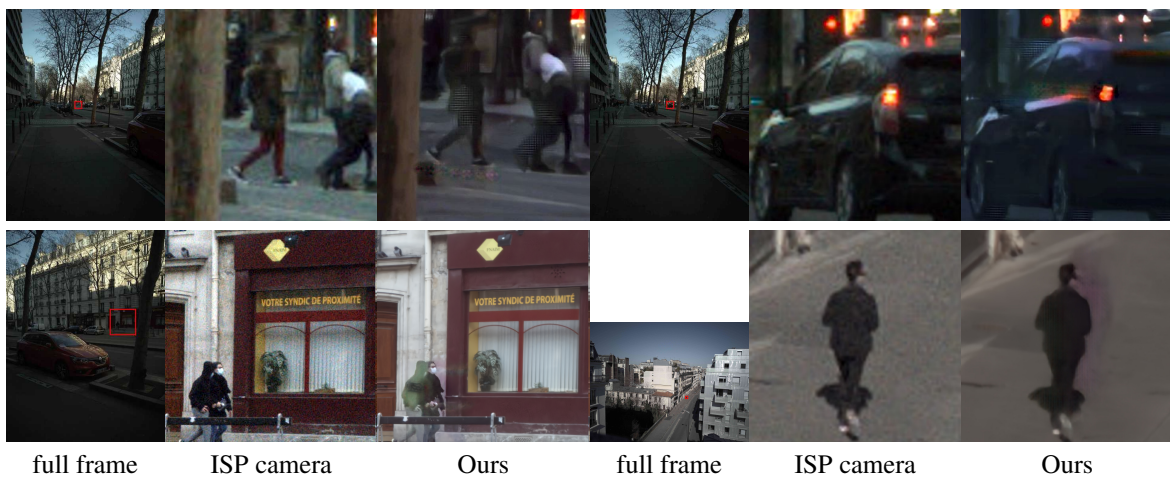 VOTRE SYNDIC DE PROXIMITÉ
VOTRE SYNDIC DE PROXIMITÉ
full frame
ISP camera
Ours
full frame
ISP camera
Ours